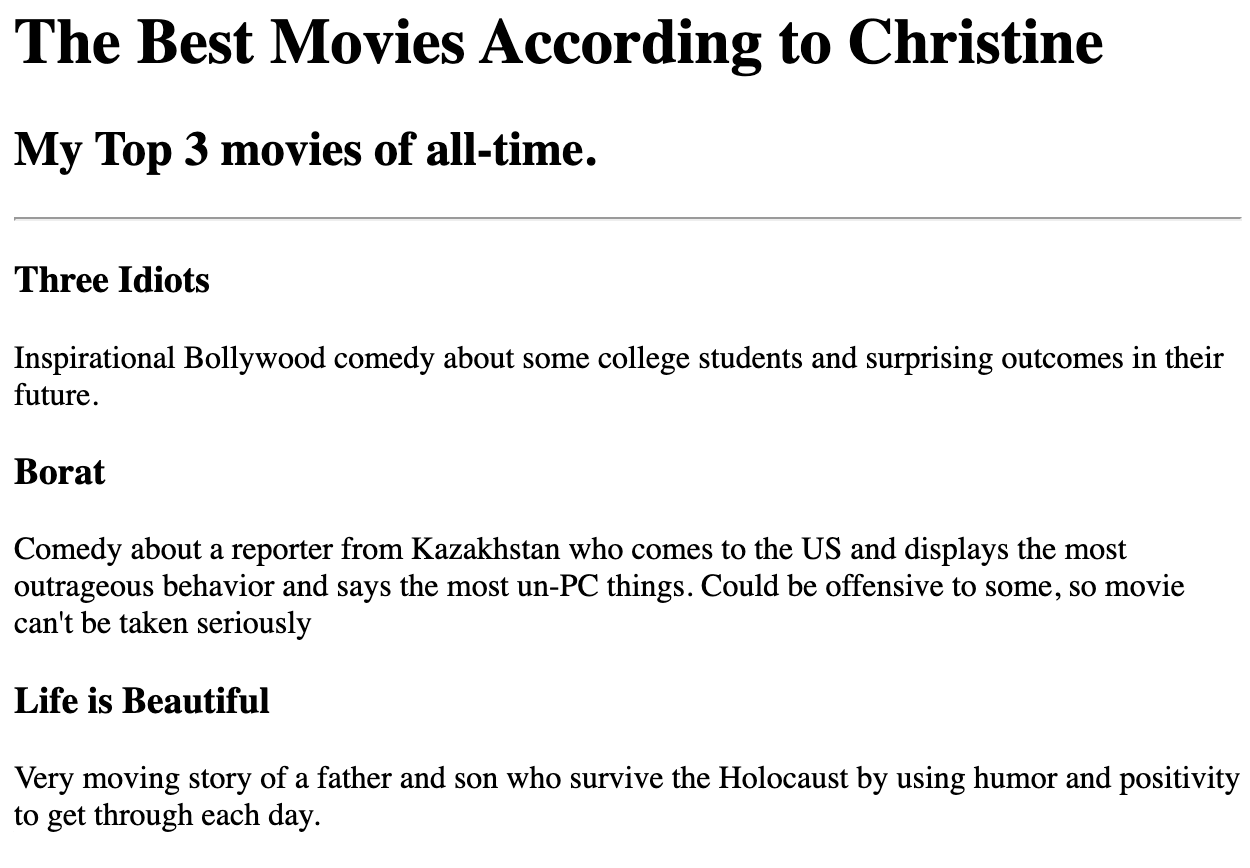 The Best Movies According to Christine
My Top 3 movies of all-time.
Three Idiots
Inspirational Bollywood comedy about some college students and surprising outcomes in their
future.
Borat
Comedy about a reporter from Kazakhstan who comes to the US and displays the most
outrageous behavior and says the most un-PC things. Could be offensive to some, so movie
can't be taken seriously
Life is Beautiful
Very moving story of a father and son who survive the Holocaust by using humor and positivity
to get through each day.